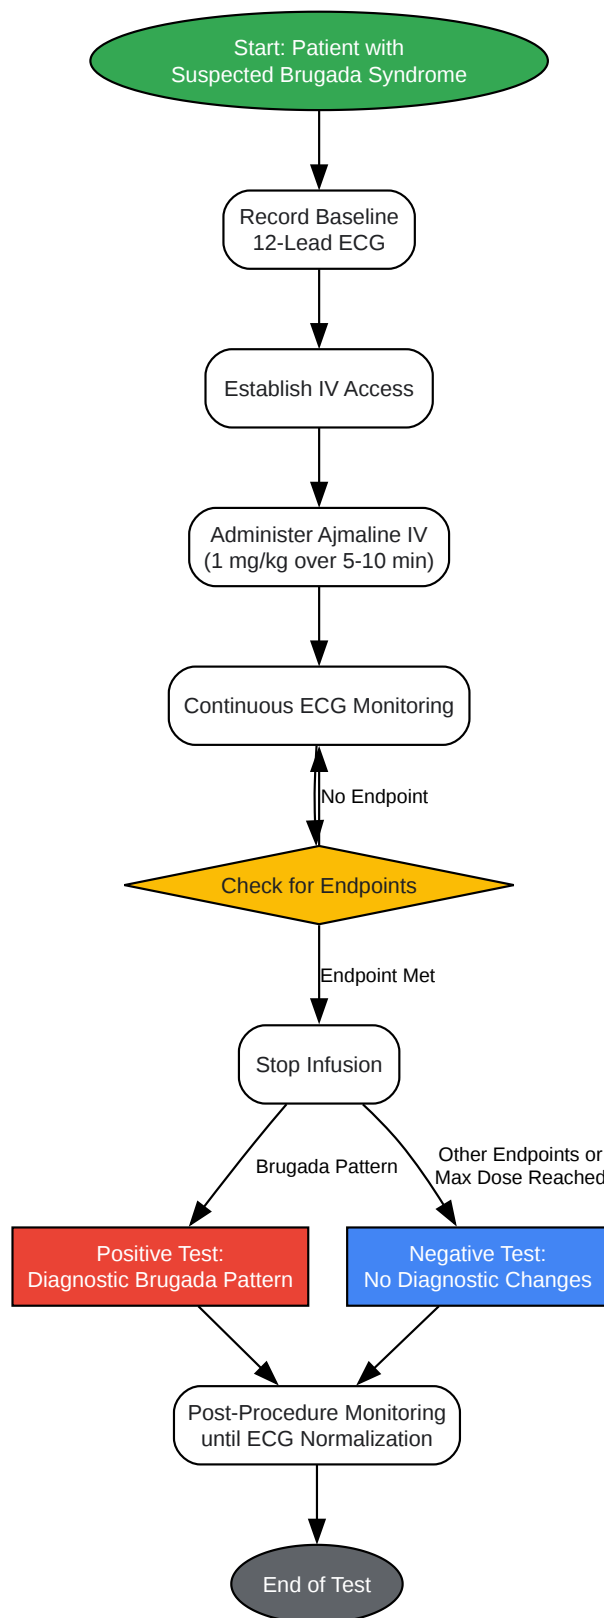 Start: Patient with
Suspected Brugada Syndrome
Record Baseline
12-Lead ECG
Establish IV Access
Administer Ajmaline IV
(1 mg/kg over 5-10 min)
Continuous ECG Monitoring
No Endpoint
Check for Endpoints
Endpoint Met
Stop Infusion
Brugada Pattern
Other Endpoints or
Max Dose Reached
Positive Test:
Diagnostic Brugada Pattern
Negative Test:
No Diagnostic Changes
Post-Procedure Monitoring
until ECG Normalization
End of Test